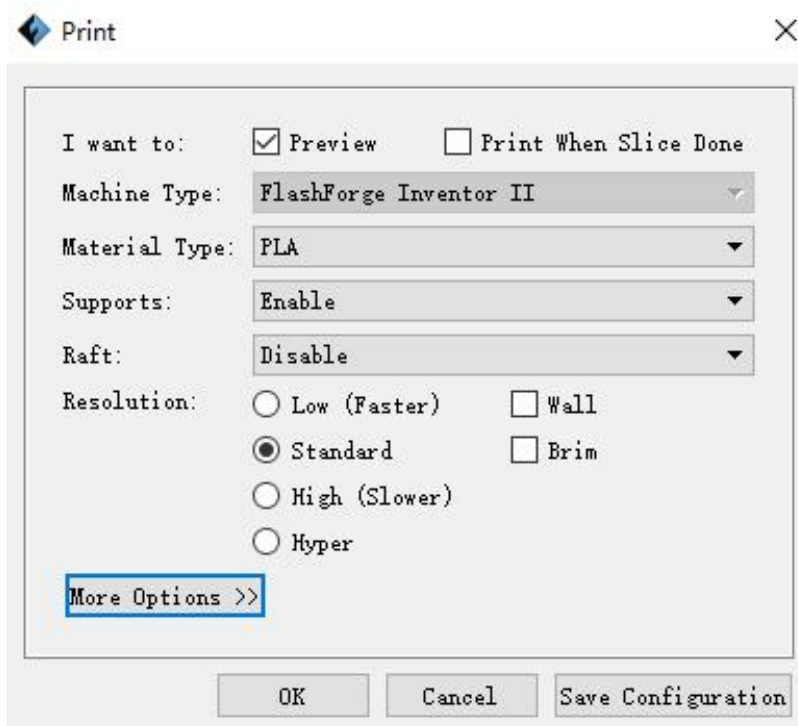 Print
I want to: Preview Print When Slice Done
Machine Type: FlashForge Inventor II
Material Type: PLA
Supports: Enable
Raft: Disable
Resolution: Low (Faster) Wall
Standard Brim
High (Slower)
Hyper
More Options >>
OK Cancel Save Configuration